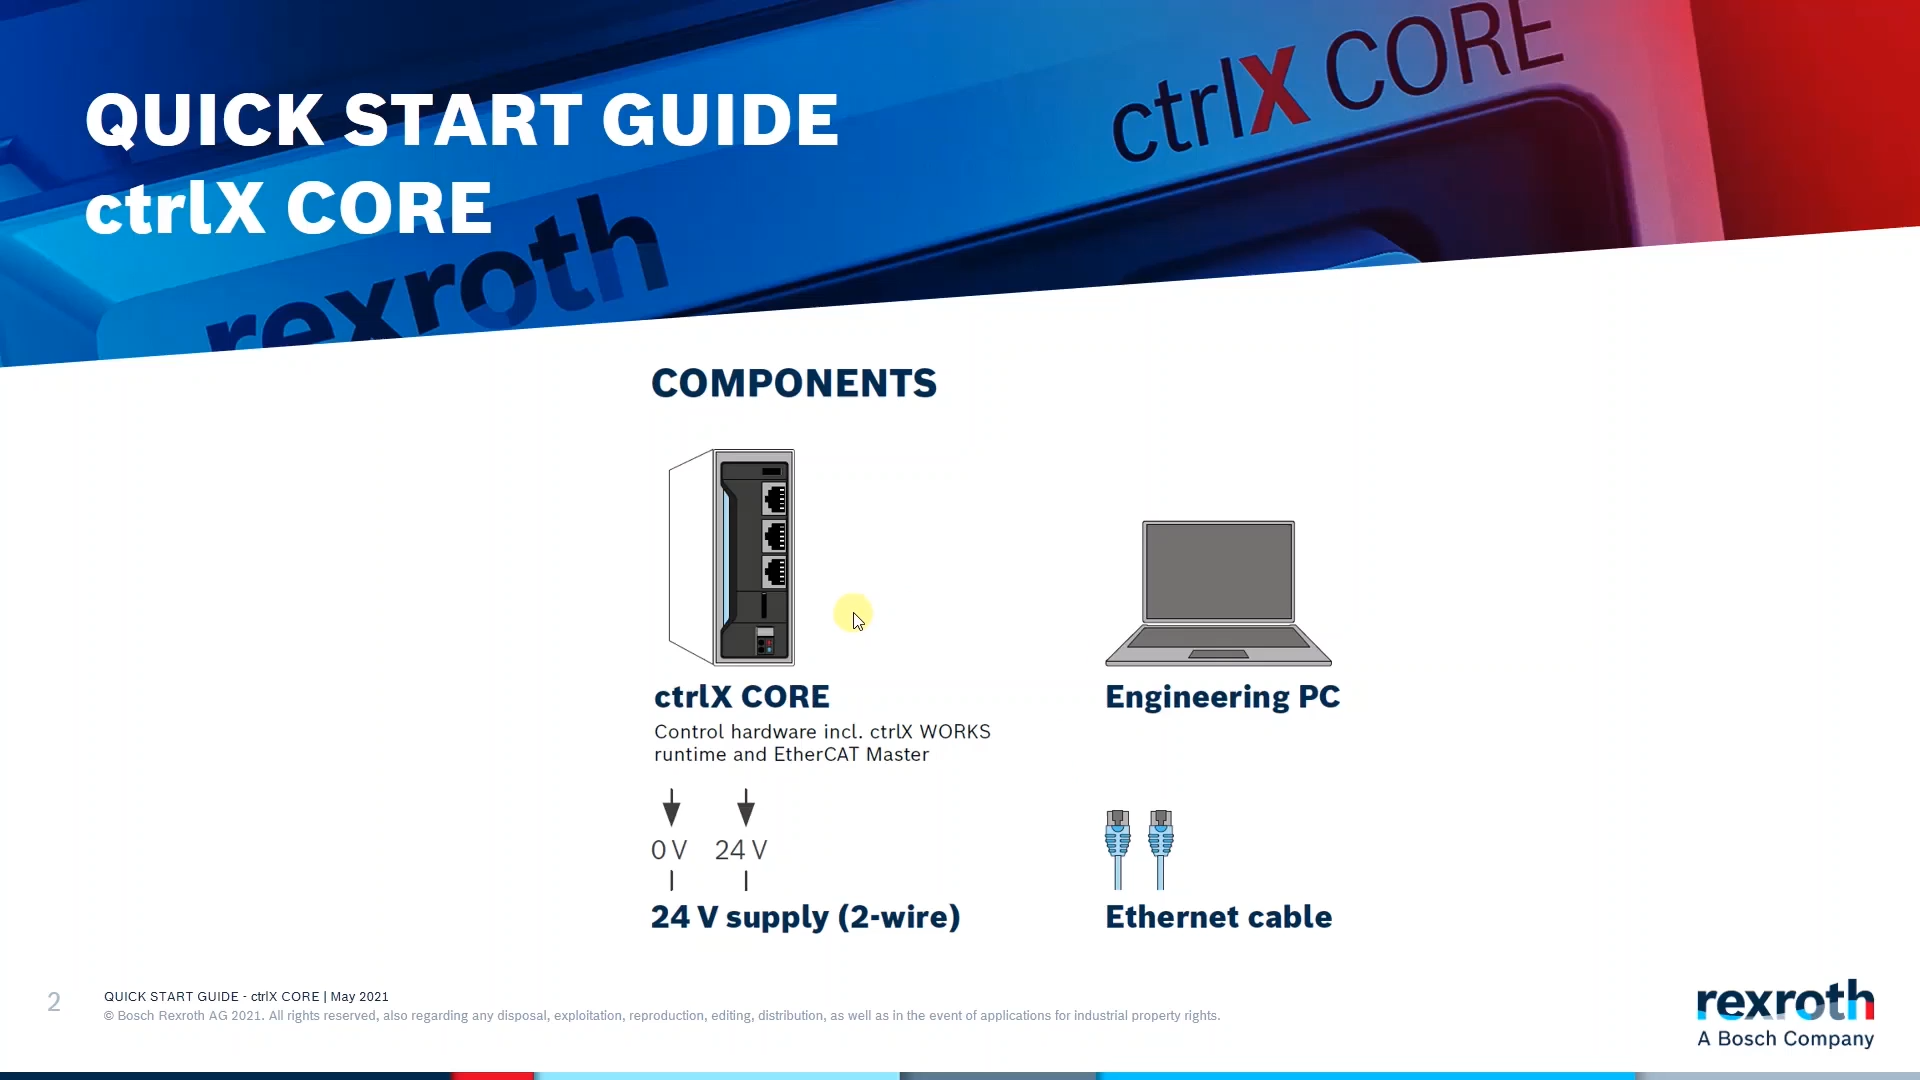 QUICK START GUIDE
ctrlX CORE
ctrlX CORE
rexroth
COMPONENTS
ctrlX CORE
Control hardware incl. ctrlX WORKS
runtime and EtherCAT Master
Engineering PC
0 V 24 V
24 V supply (2-wire)
Ethernet cable
2
QUICK START GUIDE - ctrlX CORE | May 2021
© Bosch Rexroth AG 2021. All rights reserved, also regarding any disposal, exploitation, reproduction, editing, distribution, as well as in the event of applications for industrial property rights.
rexroth
A Bosch Company